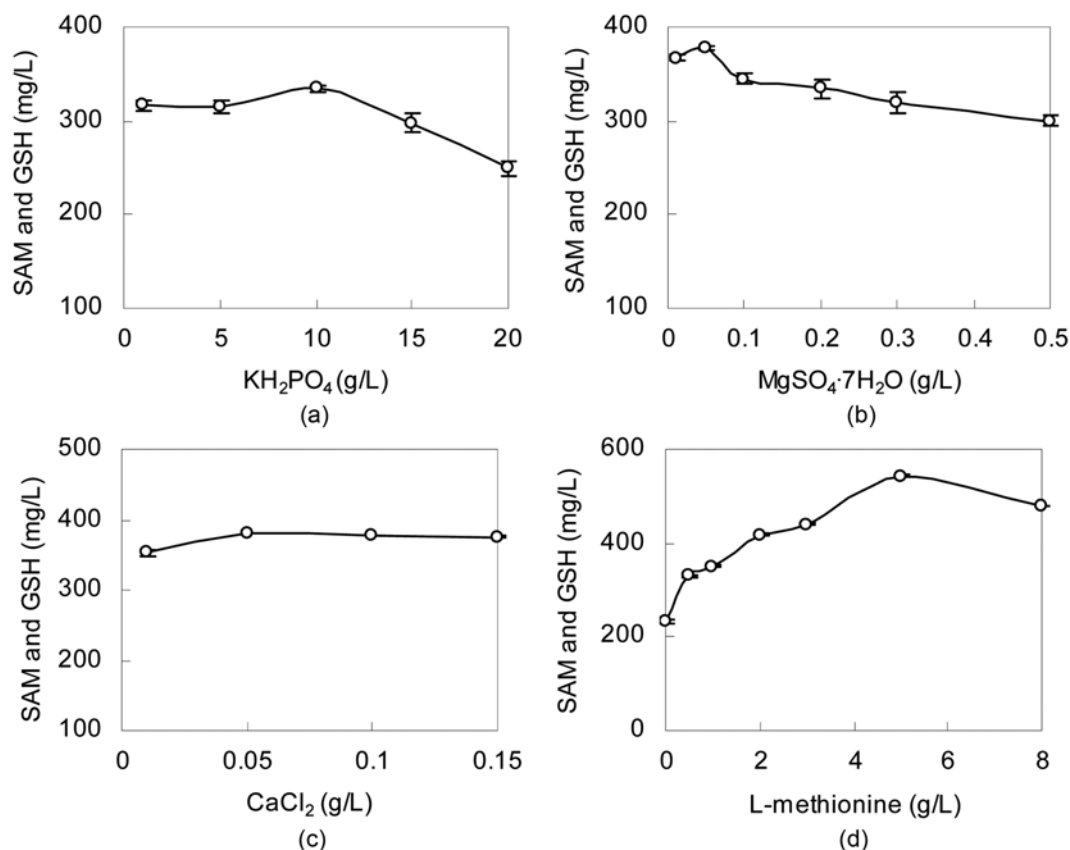 400
300
200
100
SAM and GSH (mg/L)
0 5 10 15 20
KH₂PO₄ (g/L)
(a)
400
300
200
100
SAM and GSH (mg/L)
0 0.1 0.2 0.3 0.4 0.5
MgSO₄·7H₂O (g/L)
(b)
500
400
300
200
100
SAM and GSH (mg/L)
0 0.05 0.1 0.15
CaCl₂ (g/L)
(c)
600
400
200
0
SAM and GSH (mg/L)
0 2 4 6 8
L-methionine (g/L)
(d)